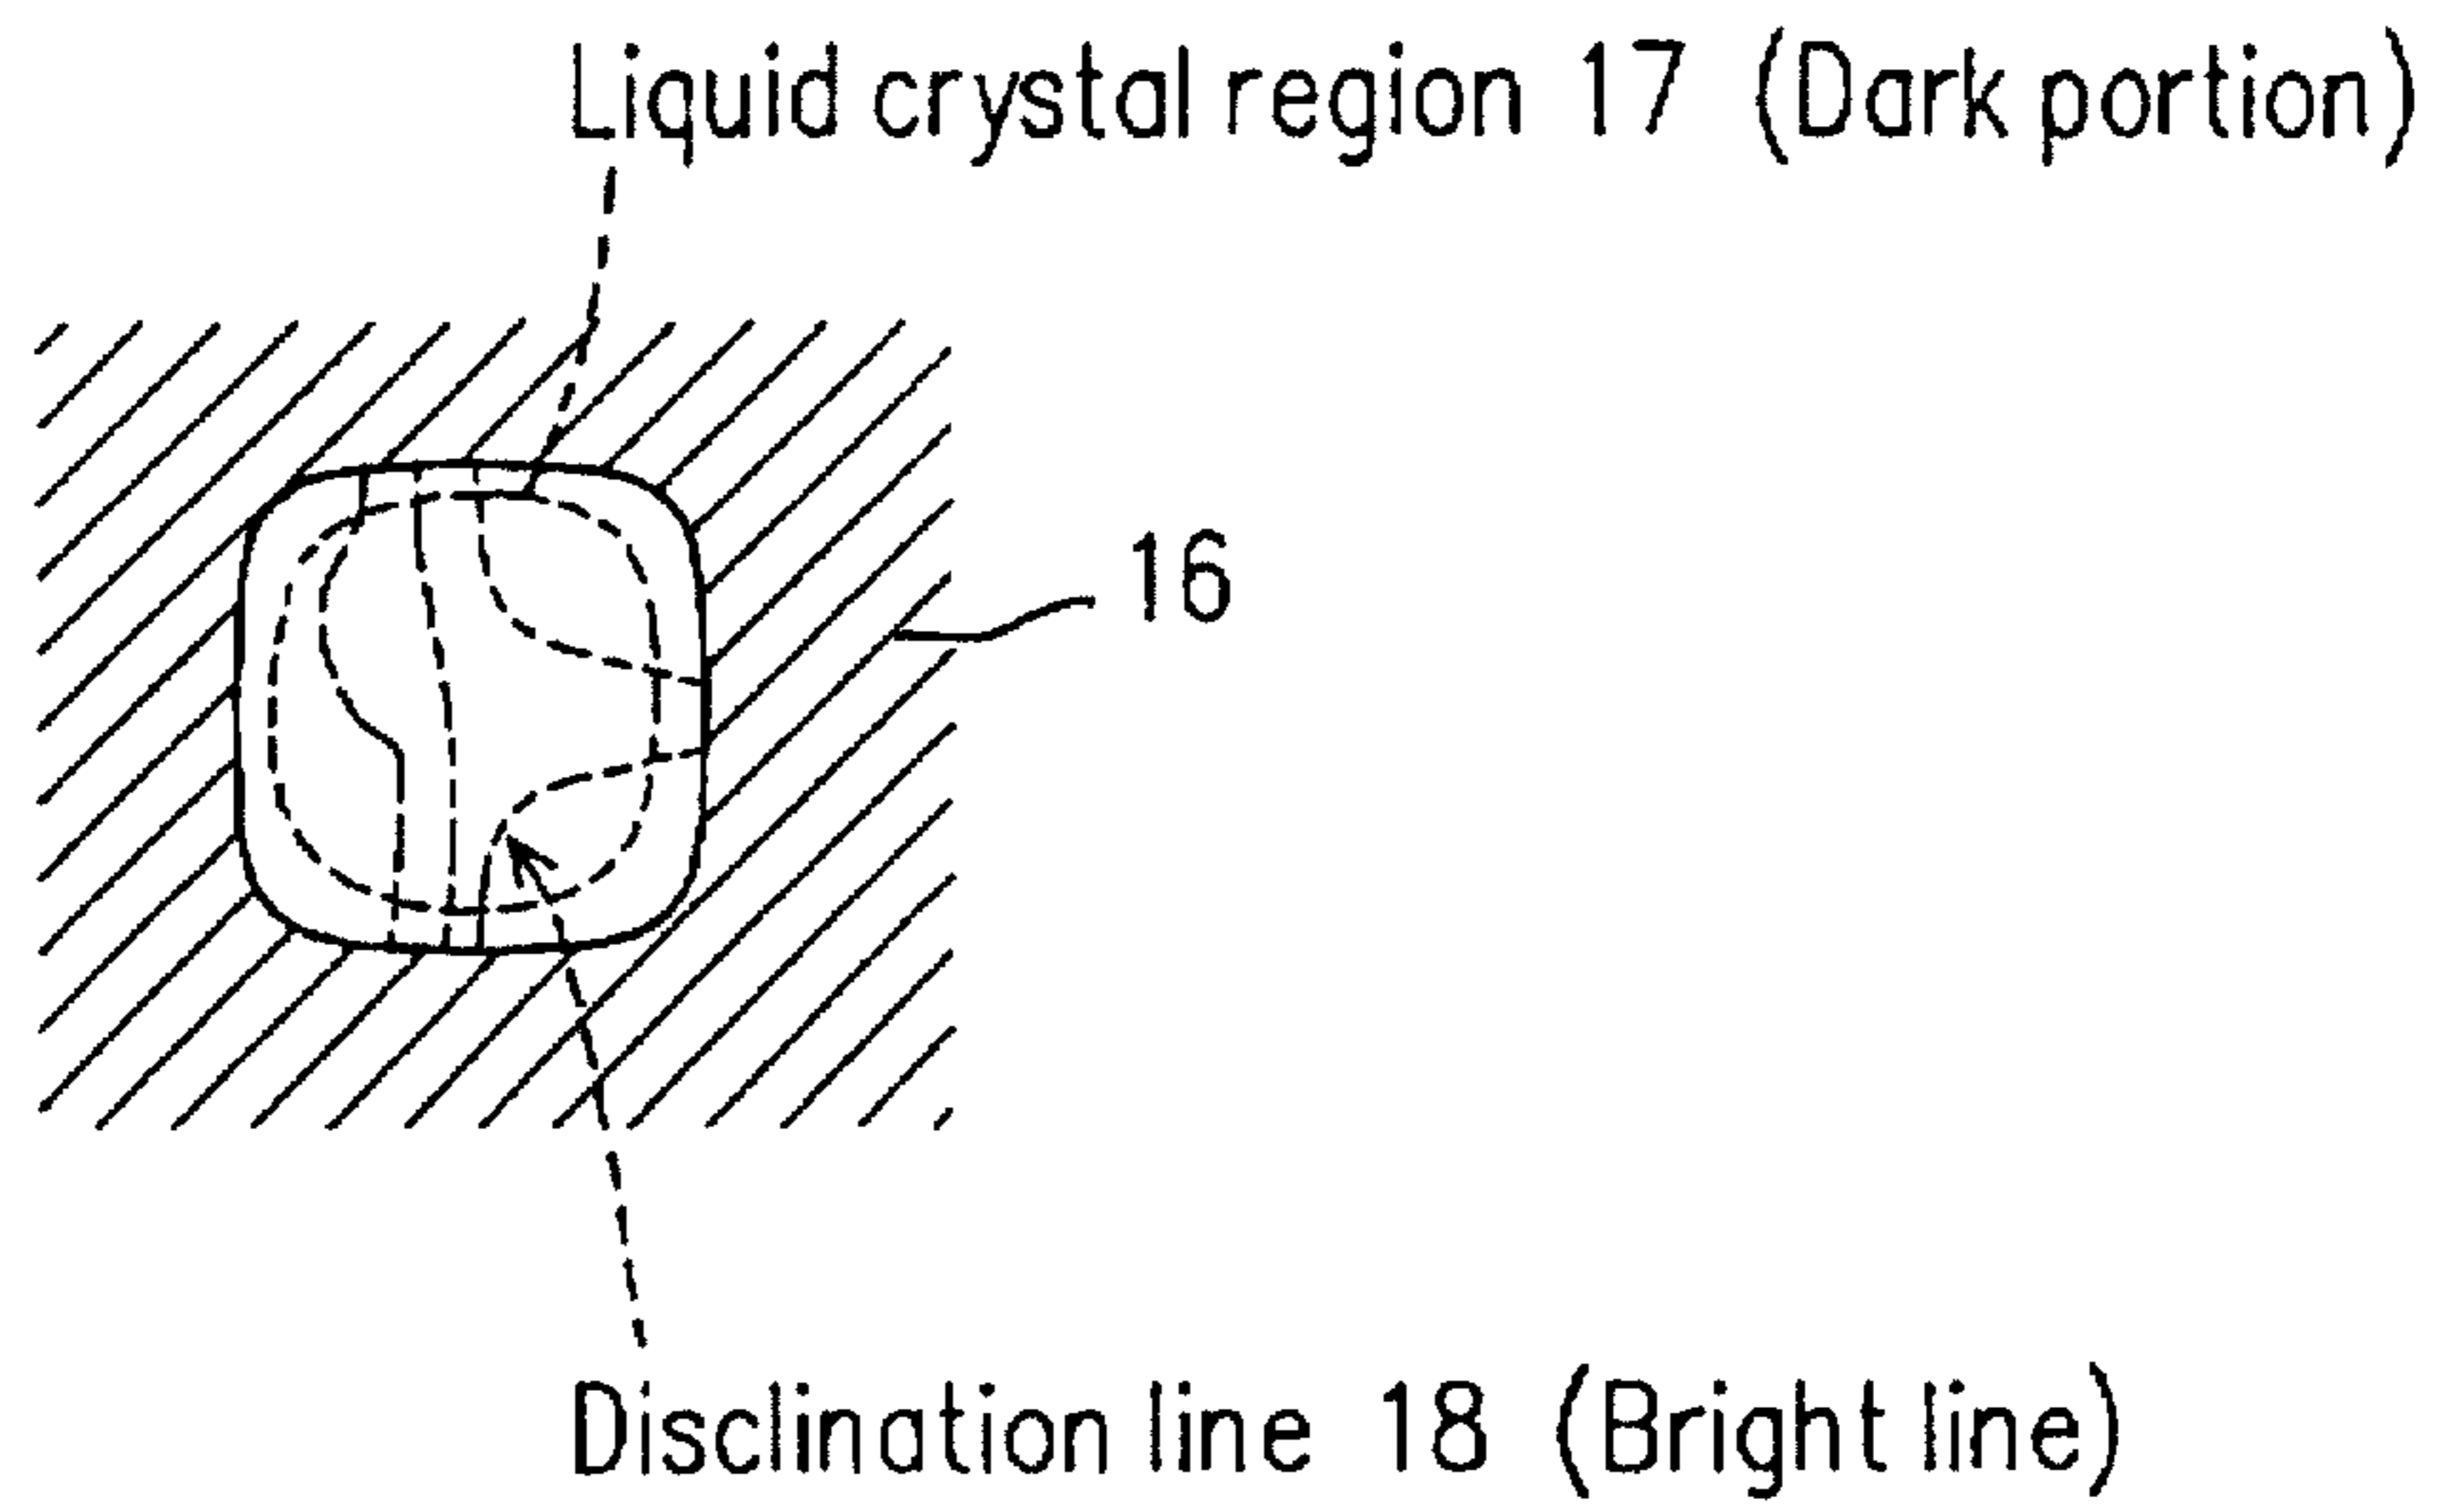 Liquid crystal region 17 (Dark portion)
16
Disclination line 18 (Bright line)